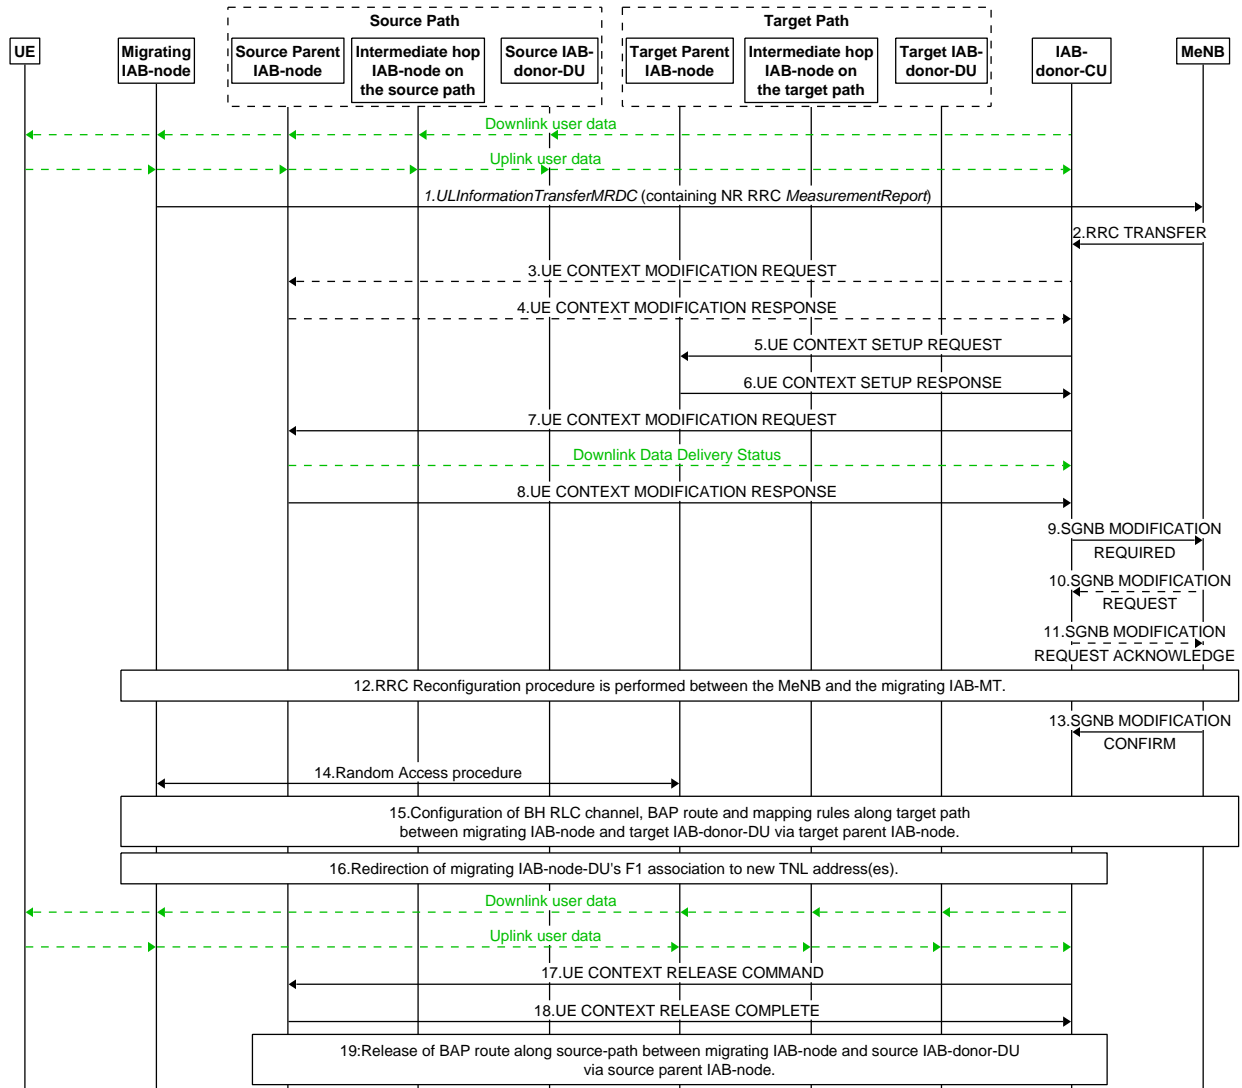 Source Path
Target Path
UE
Migrating
IAB-node
Source Parent
IAB-node
Intermediate hop
IAB-node on
the source path
Source IAB-
donor-DU
Target Parent
IAB-node
Intermediate hop
IAB-node on
the target path
Target IAB-
donor-DU
IAB-
donor-CU
MeNB
Downlink user data
Uplink user data
1.ULInformationTransferMRDC (containing NR RRC MeasurementReport)
2.RRC TRANSFER
3.UE CONTEXT MODIFICATION REQUEST
4.UE CONTEXT MODIFICATION RESPONSE
5.UE CONTEXT SETUP REQUEST
6.UE CONTEXT SETUP RESPONSE
7.UE CONTEXT MODIFICATION REQUEST
Downlink Data Delivery Status
8.UE CONTEXT MODIFICATION RESPONSE
9.SGNB MODIFICATION
REQUIRED
10.SGNB MODIFICATION
REQUEST
11.SGNB MODIFICATION
REQUEST ACKNOWLEDGE
12.RRC Reconfiguration procedure is performed between the MeNB and the migrating IAB-MT.
13.SGNB MODIFICATION
CONFIRM
14.Random Access procedure
15.Configuration of BH RLC channel, BAP route and mapping rules along target path
between migrating IAB-node and target IAB-donor-DU via target parent IAB-node.
16.Redirection of migrating IAB-node-DU's F1 association to new TNL address(es).
Downlink user data
Uplink user data
17.UE CONTEXT RELEASE COMMAND
18.UE CONTEXT RELEASE COMPLETE
19:Release of BAP route along source-path between migrating IAB-node and source IAB-donor-DU
via source parent IAB-node.